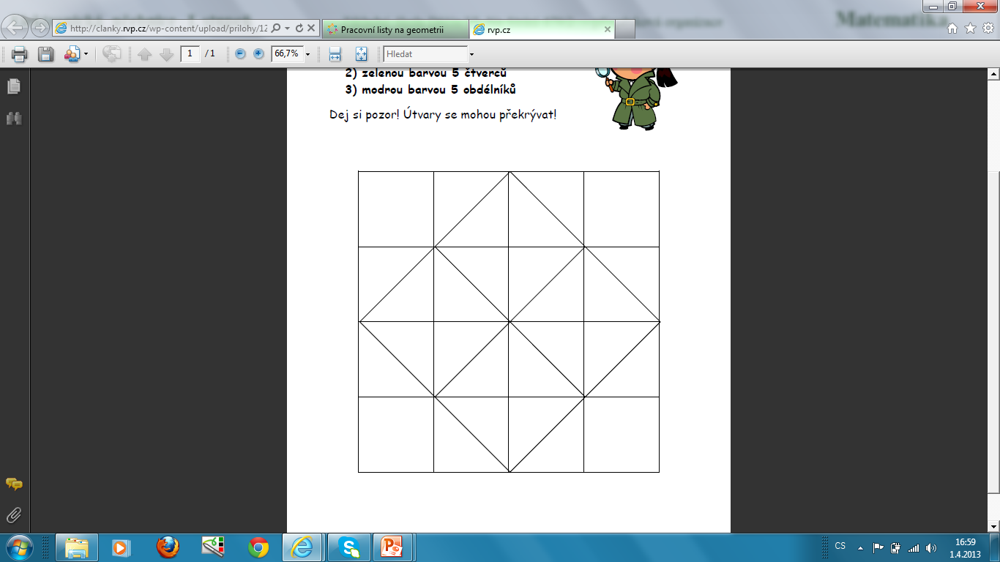 Matematika
http://clanky.rvp.cz/wp-content/upload/prilohy/12
Pracovní listy na geometrii
rvp.cz
1 / 1
66,7%
Hledat
2) zelenou barvou 5 čtverců
3) modrou barvou 5 obdélníků
Dej si pozor! Útvary se mohou překrývat!
CS
16:59
1.4.2013